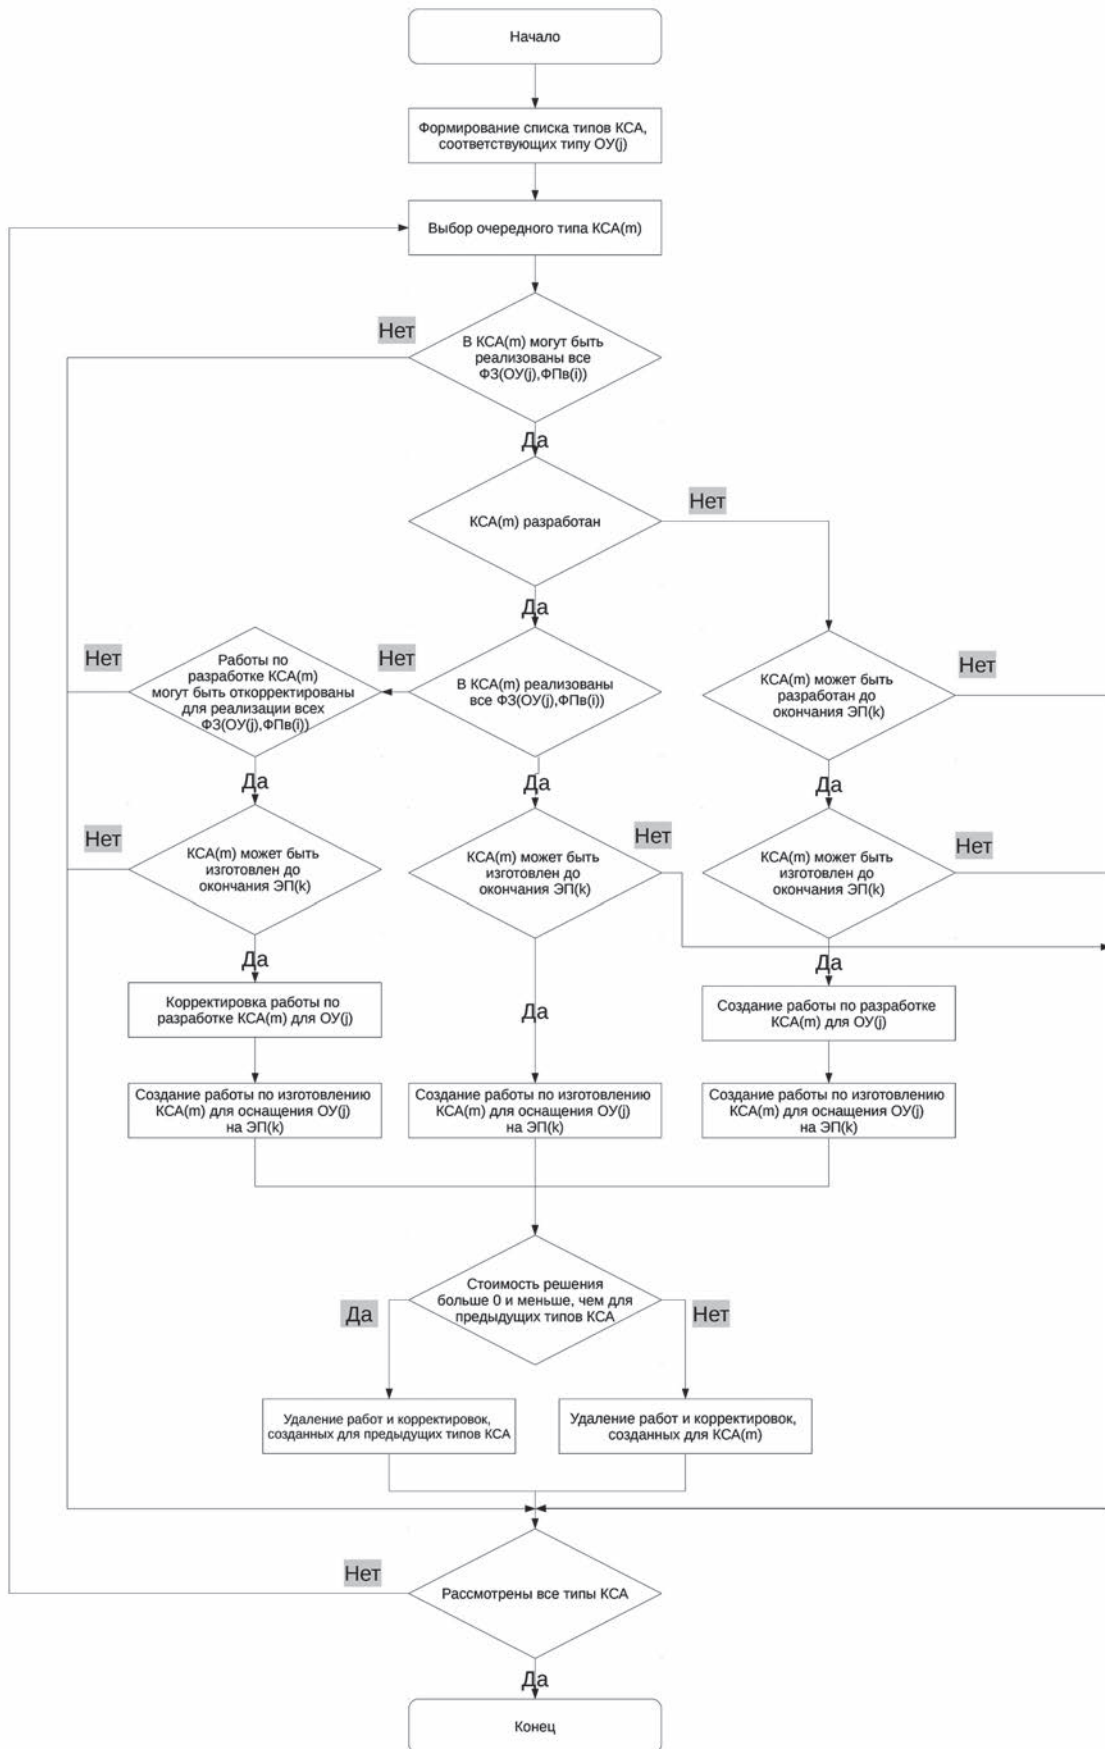 Начало
Формирование списка типов КСА,
соответствующих типу ОУ(j)
Выбор очередного типа КСА(m)
Нет
В КСА(m) могут быть
реализованы все
ФЗ(ОУ(j),ФПв(i))
Да
Нет
КСА(m) разработан
Да
Нет
Работы по
разработке КСА(m)
могут быть откорректированы
для реализации всех
ФЗ(ОУ(j),ФПв(i))
Нет
В КСА(m) реализованы
все ФЗ(ОУ(j),ФПв(i))
КСА(m) может быть
разработан до
окончания ЭП(k)
Нет
Да
Да
Да
Нет
КСА(m) может быть
изготовлен до
окончания ЭП(k)
КСА(m) может быть
изготовлен до
окончания ЭП(k)
Нет
КСА(m) может быть
изготовлен до
окончания ЭП(k)
Нет
Да
Да
Да
Корректировка работы по
разработке КСА(m) для ОУ(j)
Создание работы по разработке
КСА(m) для ОУ(j)
Создание работы по изготовлению
КСА(m) для оснащения ОУ(j)
на ЭП(k)
Создание работы по изготовлению
КСА(m) для оснащения ОУ(j)
на ЭП(k)
Создание работы по изготовлению
КСА(m) для оснащения ОУ(j)
на ЭП(k)
Стоимость решения
больше 0 и меньше, чем для
предыдущих типов КСА
Да
Нет
Удаление работ и корректировок,
созданных для предыдущих типов КСА
Удаление работ и корректировок,
созданных для КСА(m)
Нет
Рассмотрены все типы КСА
Да
Конец